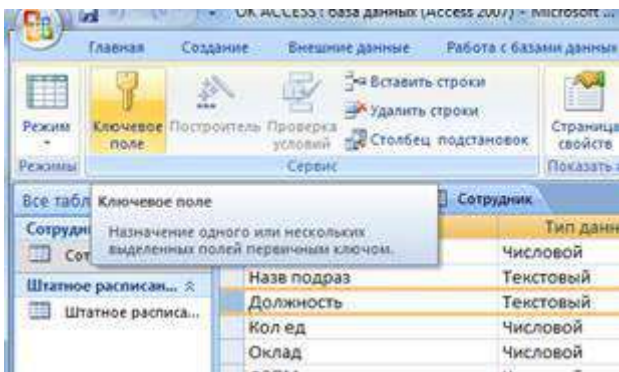 OK ACCESS : база данных (Access 2007) - Microsoft ...
Главная Создание Внешние данные Работа с базами данных
Режим
Ключевое поле
Построитель
Проверка условий
Вставить строки
Удалить строки
Столбец подстановок
Страница свойств
Режимы Сервис Показать
Все табл Сотрудник
Ключевое поле
Назначение одного или нескольких
выделенных полей первичным ключом.
Сотрудн
Сот
Штатное расписан...
Штатное расписа...
Тип данн
Числовой
Назв подраз Текстовый
Должность Текстовый
Кол ед Числовой
Оклад Числовой